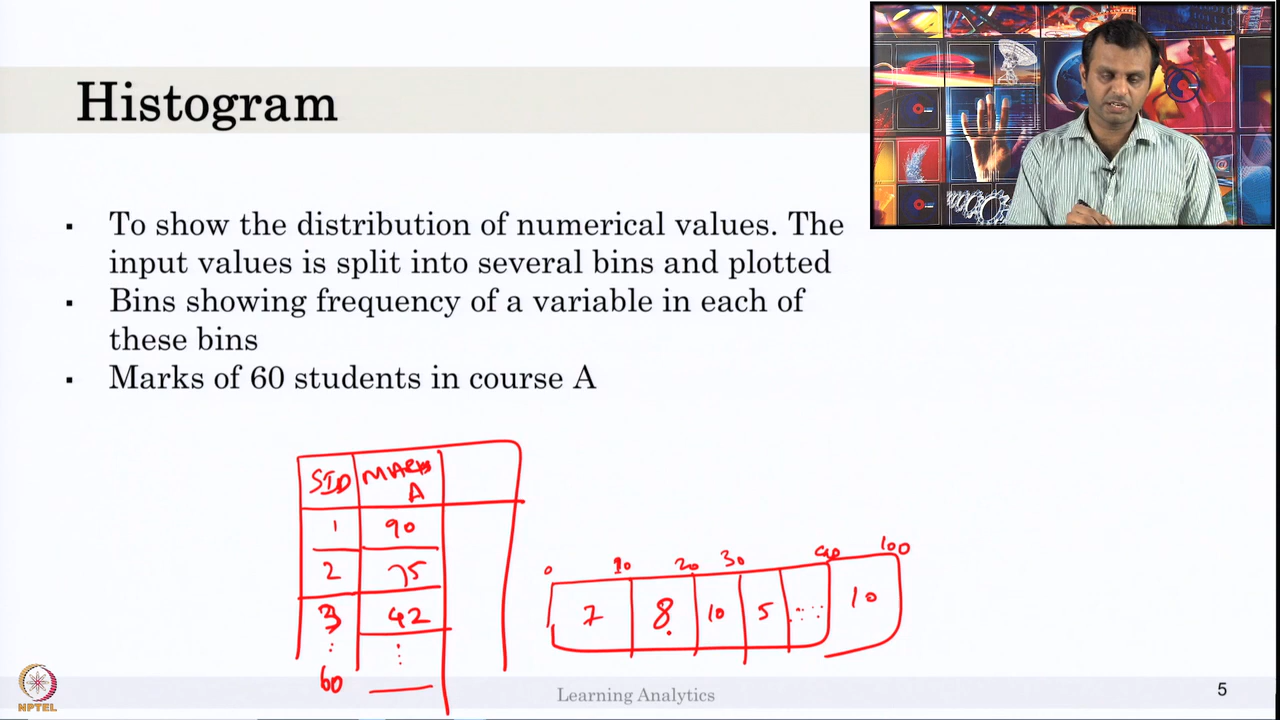 Histogram
▪ To show the distribution of numerical values. The
input values is split into several bins and plotted
▪ Bins showing frequency of a variable in each of
these bins
▪ Marks of 60 students in course A
SID MARKS
A
1 90
2 75
3 42
⋮ ⋮
60
0 10 20 30 90 100
7 8 10 5 10
Learning Analytics
5
NPTEL